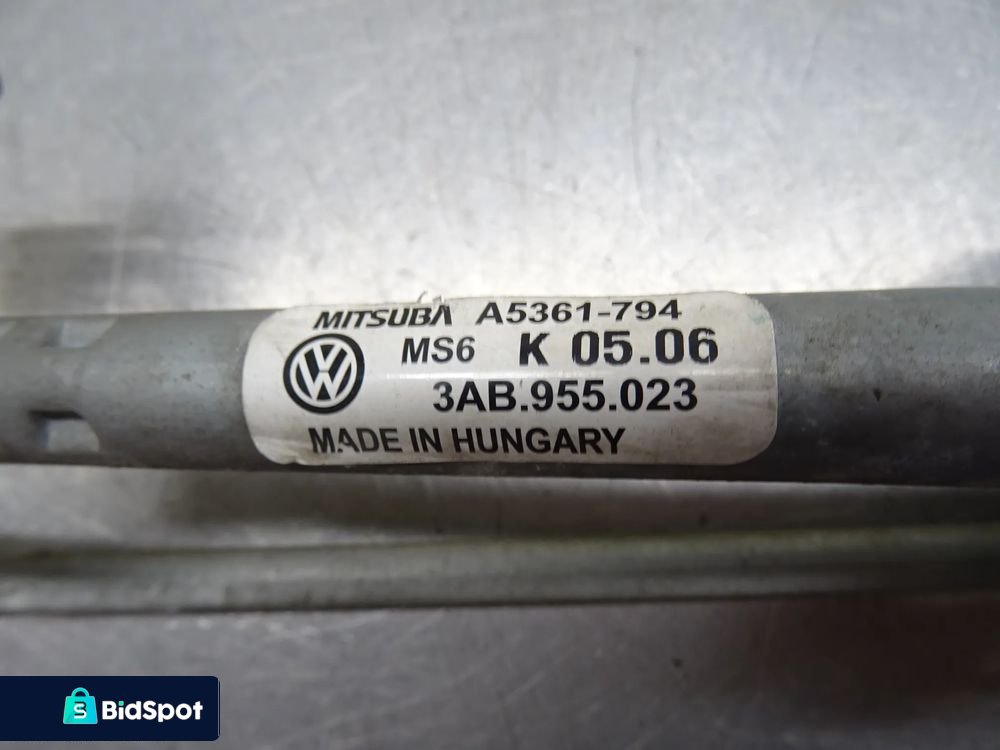 MITSUBA A5361-794
MS6 K 05.06
3AB.955.023
MADE IN HUNGARY
BidSpot